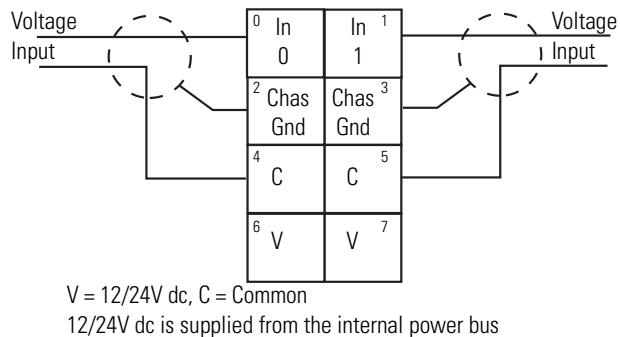 Voltage
Input
0 In 0
In 1 1
Voltage
Input
2 Chas Gnd
Chas 3 Gnd
4 C
C 5
6 V
V 7
V = 12/24V dc, C = Common
12/24V dc is supplied from the internal power bus